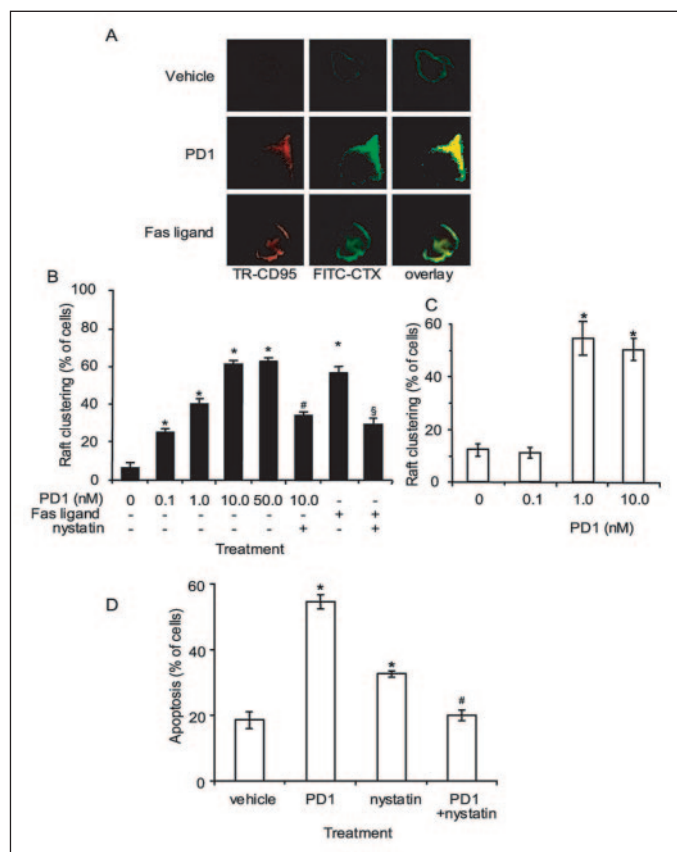 A
Vehicle
PD1
Fas ligand
TR-CD95 FITC-CTX overlay
B
Raft clustering (% of cells)
100
80
60
40
20
0
* * * * # * §
PD1 (nM) 0 0.1 1.0 10.0 50.0 10.0 - -
Fas ligand - - - - - - + +
nystatin - - - - - + - +
Treatment
C
Raft clustering (% of cells)
60
40
20
0
* *
0 0.1 1.0 10.0
PD1 (nM)
D
Apoptosis (% of cells)
60
40
20
0
* * #
vehicle PD1 nystatin PD1
+nystatin
Treatment